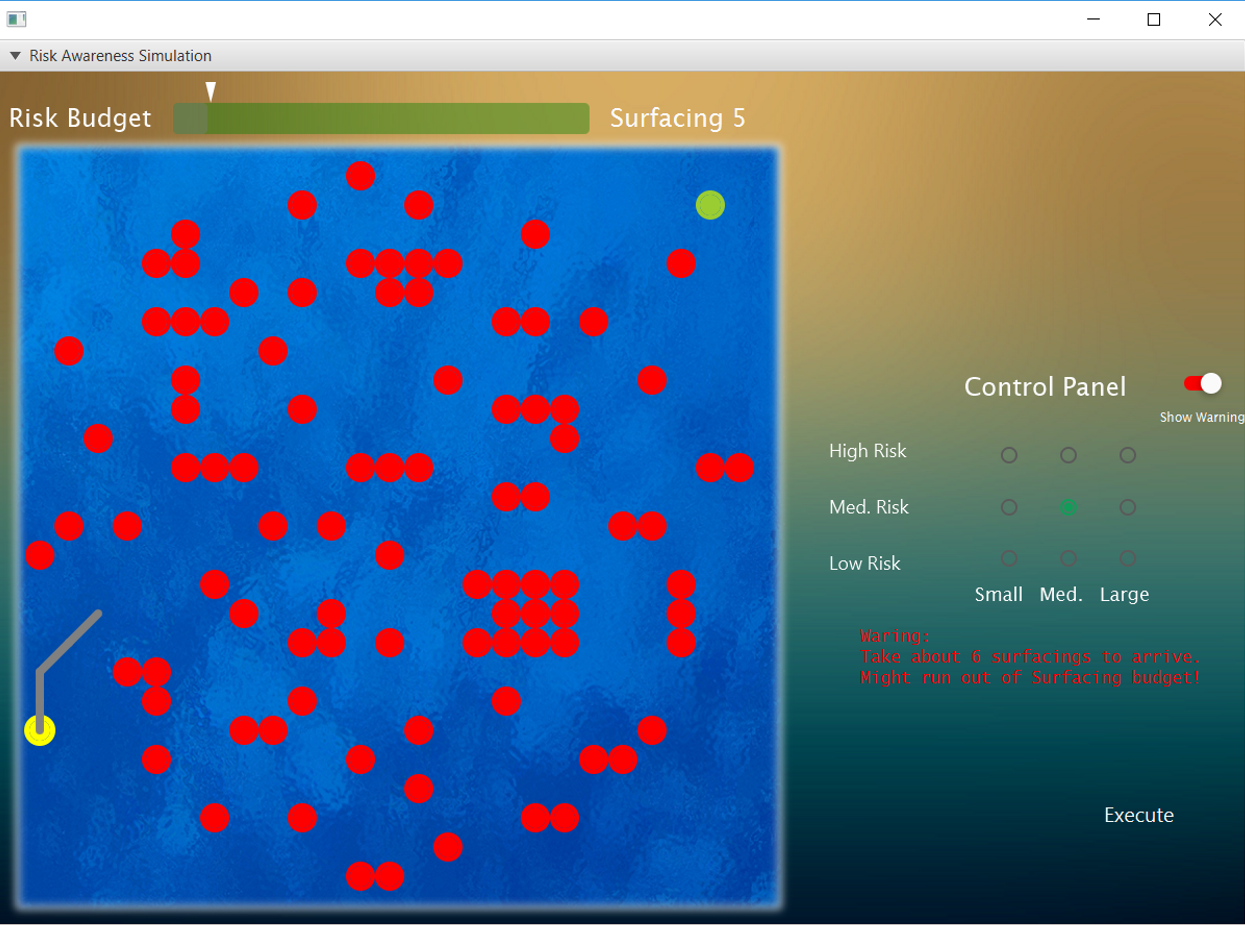 Risk Awareness Simulation
Risk Budget
Surfacing 5
Control Panel
Show Warning
High Risk
Med. Risk
Low Risk
Small Med. Large
Waring:
Take about 6 surfacings to arrive.
Might run out of Surfacing budget!
Execute